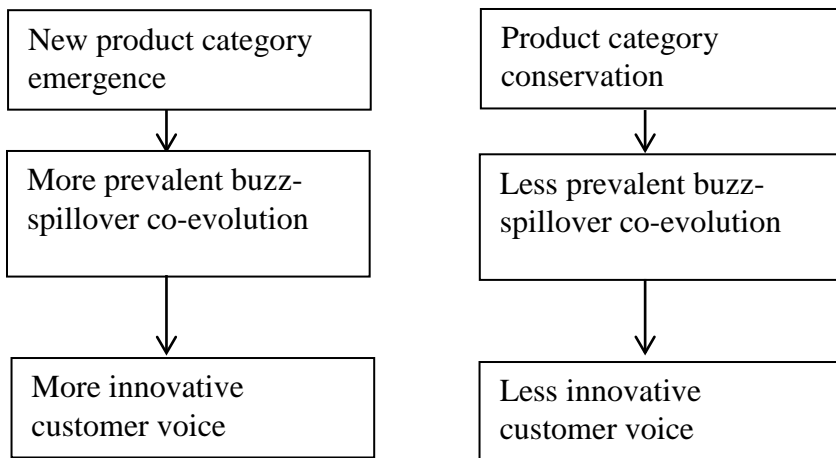 New product category
emergence
More prevalent buzz-
spillover co-evolution
More innovative
customer voice
Product category
conservation
Less prevalent buzz-
spillover co-evolution
Less innovative
customer voice